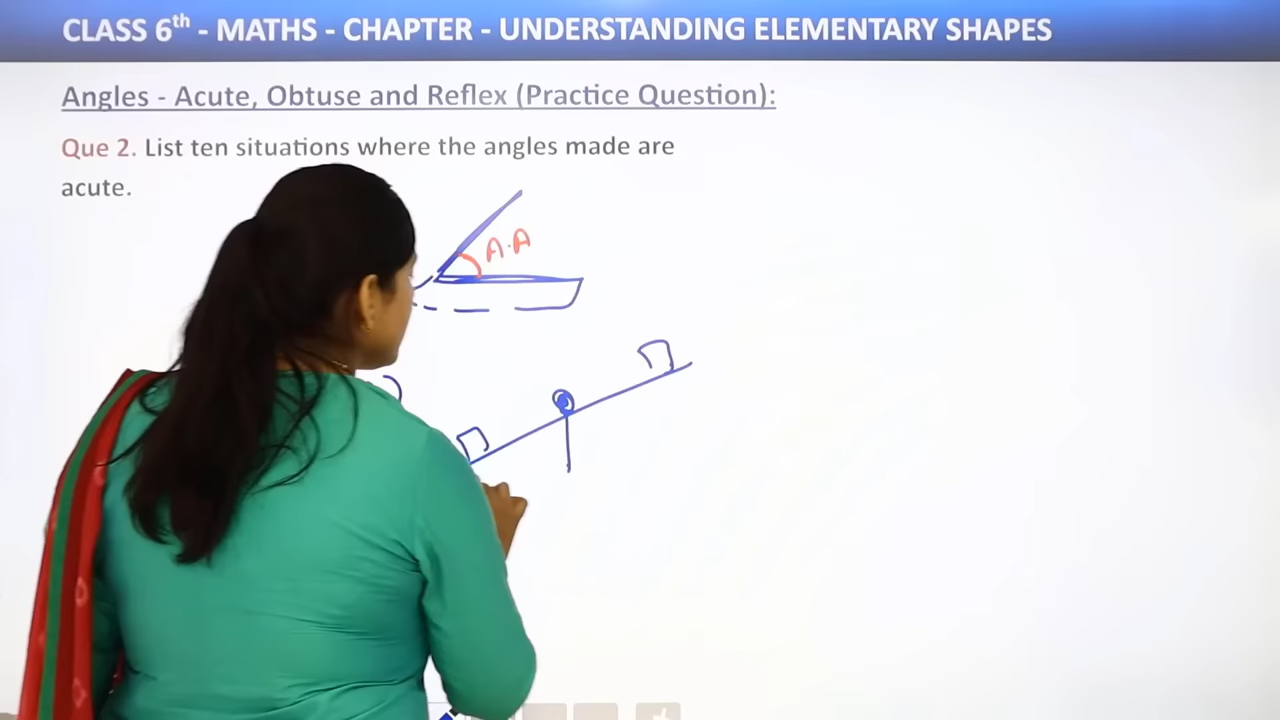 CLASS 6th - MATHS - CHAPTER - UNDERSTANDING ELEMENTARY SHAPES
Angles - Acute, Obtuse and Reflex (Practice Question):
Que 2. List ten situations where the angles made are
acute.
A.A